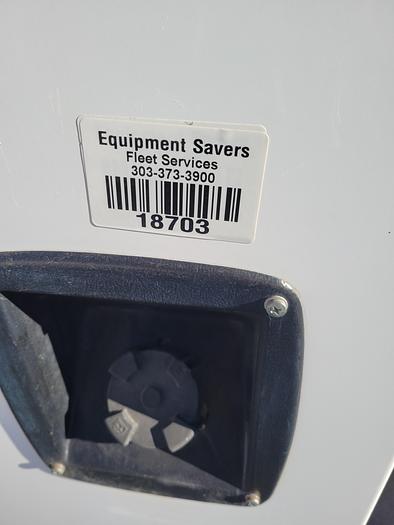 Equipment Savers
Fleet Services
303-373-3900
18703